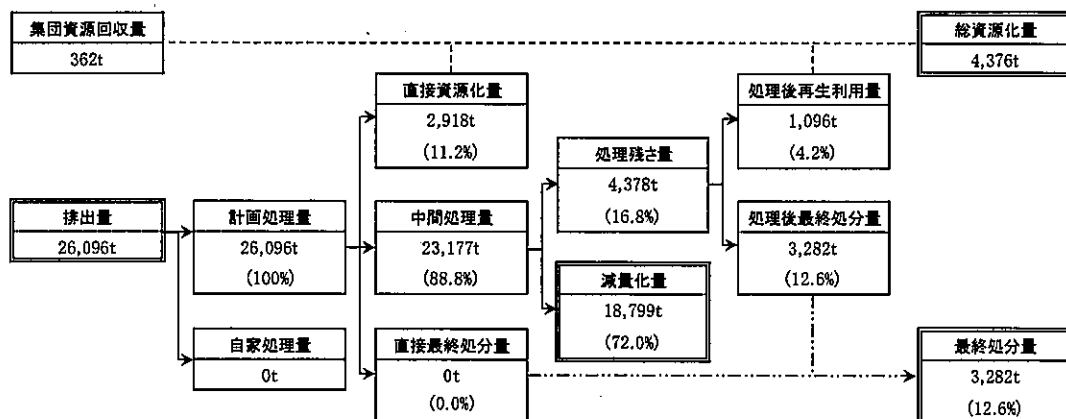 集団資源回収量
362t
総資源化量
4,376t
直接資源化量
2,918t
(11.2%)
処理後再生利用量
1,096t
(4.2%)
処理残さ量
4,378t
(16.8%)
排出量
26,096t
計画処理量
26,096t
(100%)
中間処理量
23,177t
(88.8%)
処理後最終処分量
3,282t
(12.6%)
減量化量
18,799t
(72.0%)
自家処理量
0t
直接最終処分量
0t
(0.0%)
最終処分量
3,282t
(12.6%)